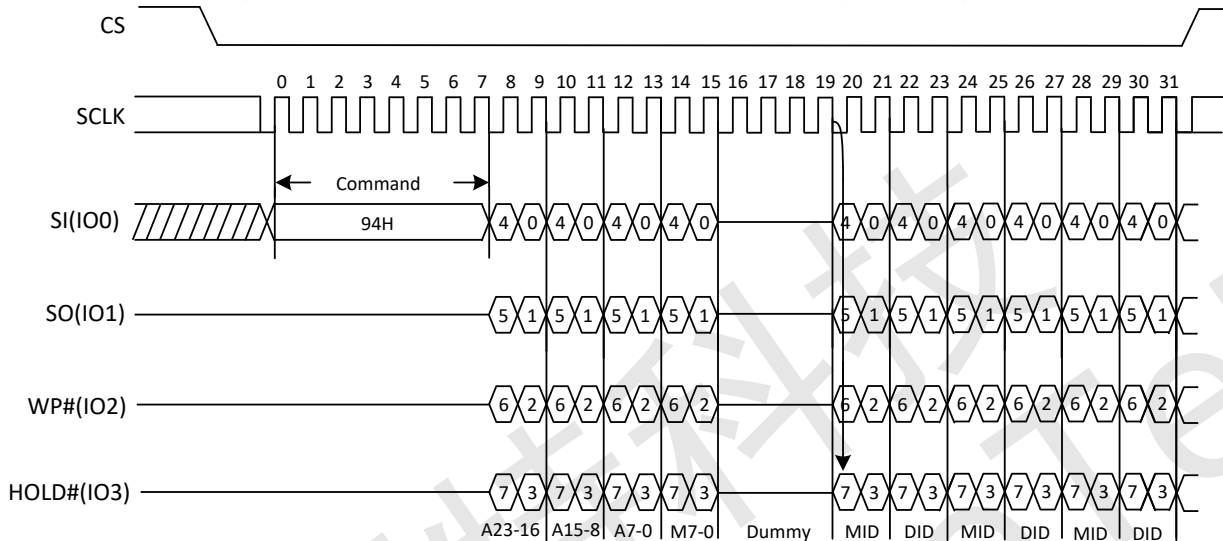 CS
0 1 2 3 4 5 6 7 8 9 10 11 12 13 14 15 16 17 18 19 20 21 22 23 24 25 26 27 28 29 30 31
SCLK
Command
SI(IO0) 94H 4 0 4 0 4 0 4 0 4 0 4 0 4 0 4 0 4 0 4 0
SO(IO1) 5 1 5 1 5 1 5 1 5 1 5 1 5 1 5 1 5 1 5 1
WP#(IO2) 6 2 6 2 6 2 6 2 6 2 6 2 6 2 6 2 6 2 6 2
HOLD#(IO3) 7 3 7 3 7 3 7 3 7 3 7 3 7 3 7 3 7 3 7 3
A23-16 A15-8 A7-0 M7-0 Dummy MID DID MID DID MID DID
科技
Te